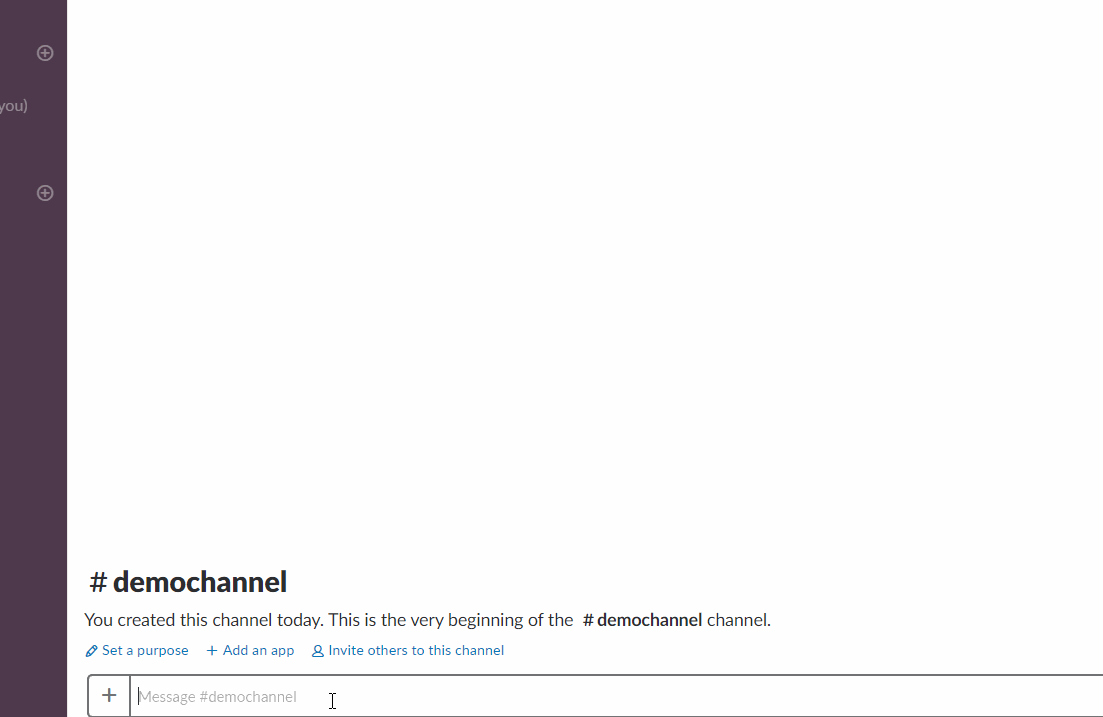 you)
# demochannel
You created this channel today. This is the very beginning of the # demochannel channel.
Set a purpose + Add an app Invite others to this channel
+ Message #demochannel